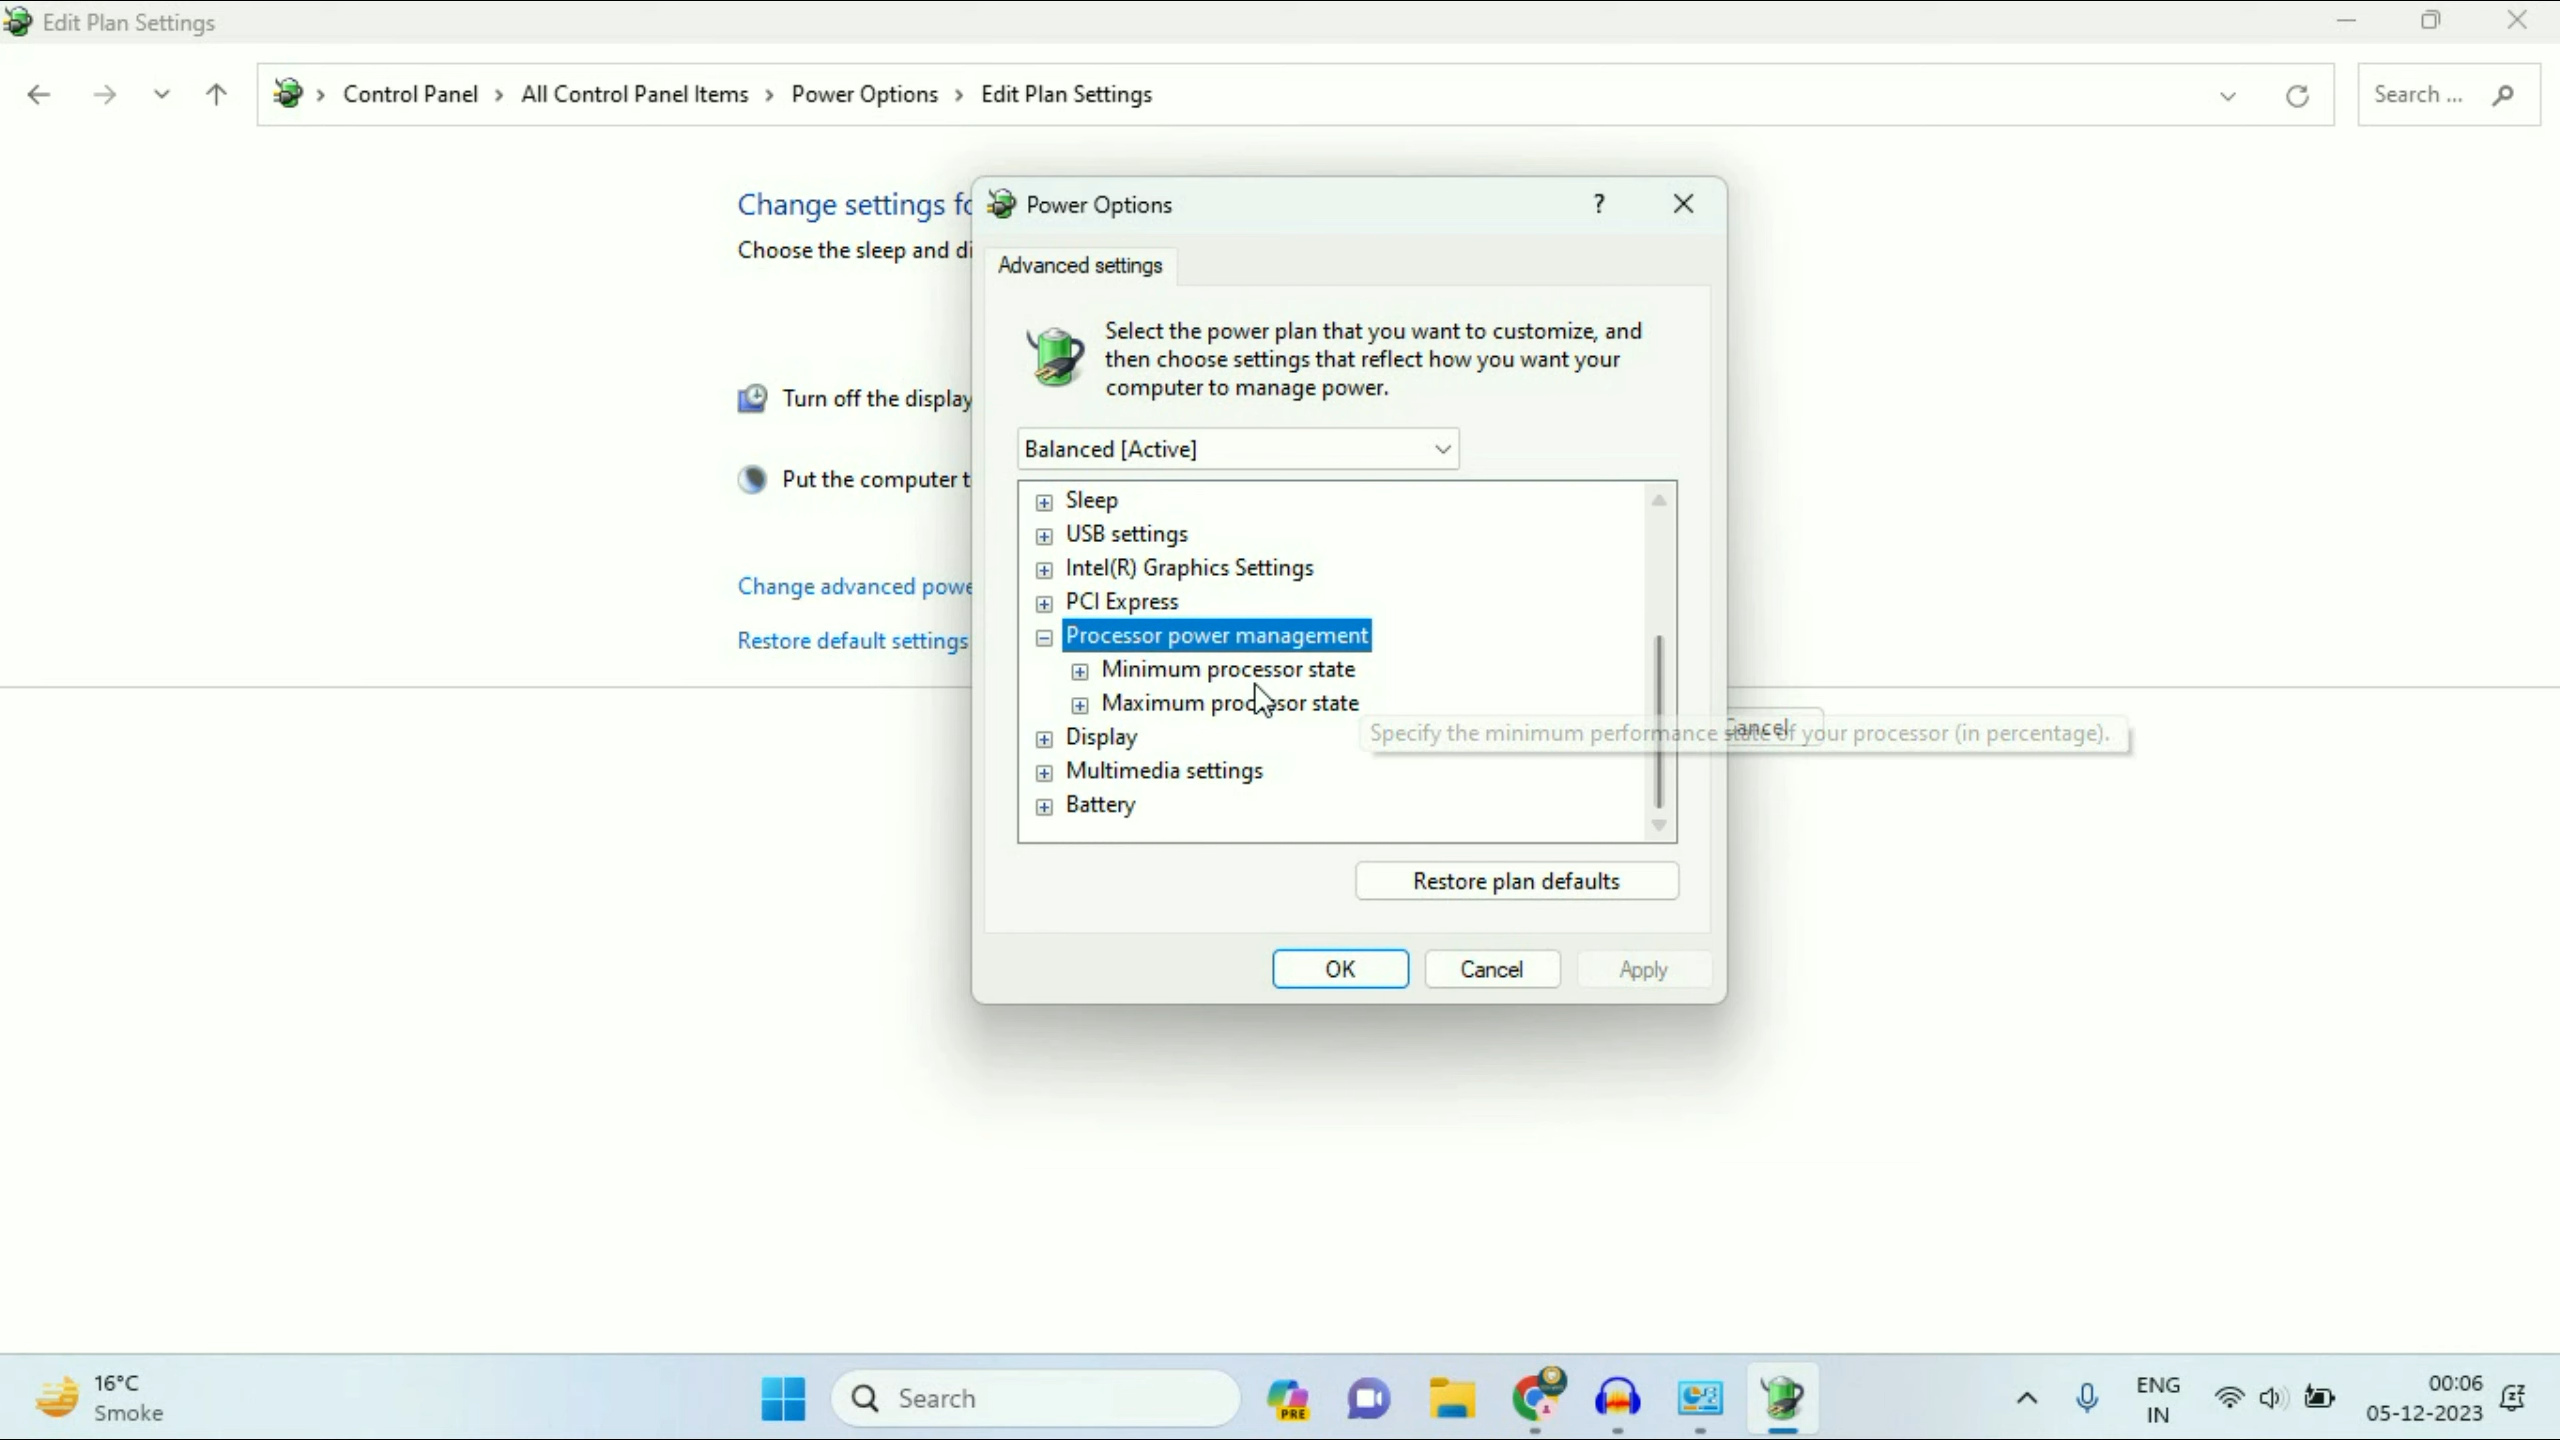 Edit Plan Settings
Control Panel > All Control Panel Items > Power Options > Edit Plan Settings
Search ...
Change settings fo
Choose the sleep and di
Turn off the display
Put the computer t
Change advanced powe
Restore default settings
Power Options
?
Advanced settings
Select the power plan that you want to customize, and
then choose settings that reflect how you want your
computer to manage power.
Balanced [Active]
Sleep
USB settings
Intel(R) Graphics Settings
PCI Express
Processor power management
Minimum processor state
Maximum processor state
Display
Multimedia settings
Battery
Specify the minimum performance state of your processor (in percentage).
Cancel
Restore plan defaults
OK
Cancel
Apply
16°C
Smoke
Search
PRE
ENG
IN
00:06
05-12-2023